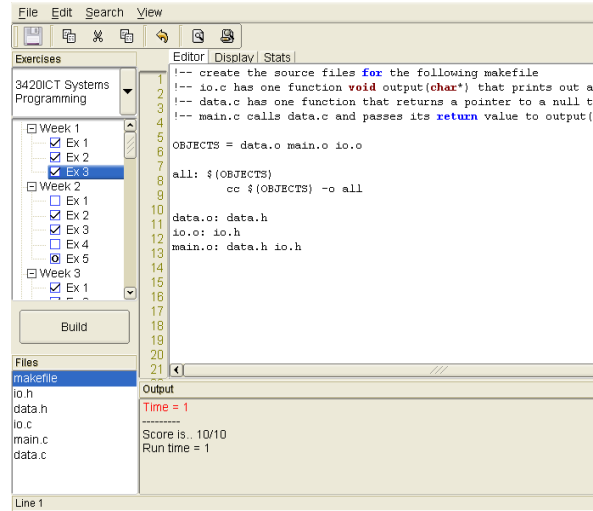 File Edit Search View
Exercises
3420ICT Systems
Programming
Week 1
Ex 1
Ex 2
Ex 3
Week 2
Ex 1
Ex 2
Ex 3
Ex 4
Ex 5
Week 3
Ex 1
Build
Files
makefile
io.h
data.h
io.c
main.c
data.c
Editor Display Stats
1
2
3
4
5
6
7
8
9
10
11
12
13
14
15
16
17
18
19
20
21
!-- create the source files for the following makefile
!-- io.c has one function void output(char*) that prints out a
!-- data.c has one function that returns a pointer to a null t
!-- main.c calls data.c and passes its return value to output(
OBJECTS = data.o main.o io.o
all: $(OBJECTS)
cc $(OBJECTS) -o all
data.o: data.h
io.o: io.h
main.o: data.h io.h
Output
Time = 1
---------
Score is.. 10/10
Run time = 1
Line 1